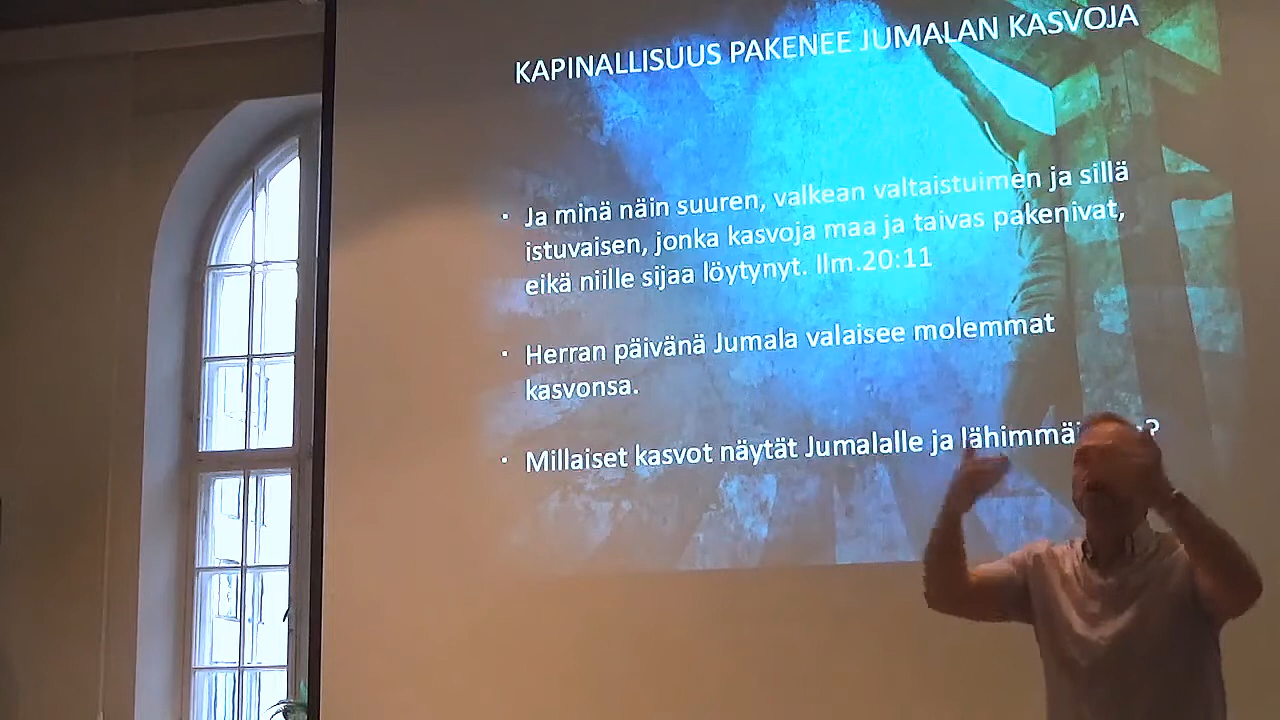 KAPINALLISUUS PAKENEE JUMALAN KASVOJA
• Ja minä näin suuren, valkean valtaistuimen ja sillä
istuvaisen, jonka kasvoja maa ja taivas pakenivat,
eikä niille sijaa löytynyt. Ilm.20:11
• Herran päivänä Jumala valaisee molemmat
kasvonsa.
• Millaiset kasvot näytät Jumalalle ja